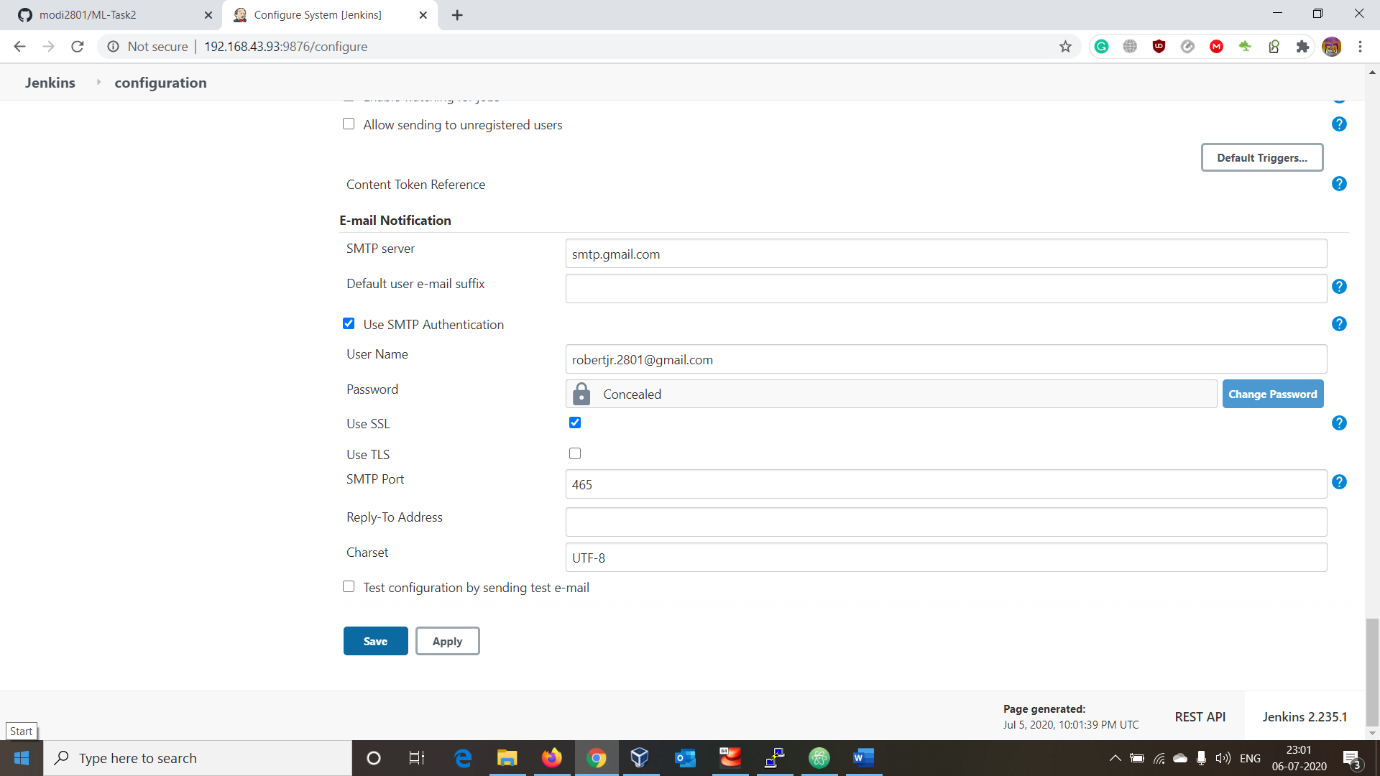 modi2801/ML-Task2
Configure System [Jenkins]
Not secure | 192.168.43.93:9876/configure
Jenkins configuration
Allow sending to unregistered users
Default Triggers...
Content Token Reference
E-mail Notification
SMTP server
smtp.gmail.com
Default user e-mail suffix
Use SMTP Authentication
User Name
robertjr.2801@gmail.com
Password
Concealed
Change Password
Use SSL
Use TLS
SMTP Port
465
Reply-To Address
Charset
UTF-8
Test configuration by sending test e-mail
Save
Apply
Page generated:
Jul 5, 2020, 10:01:39 PM UTC
REST API
Jenkins 2.235.1
Start
Type here to search
ENG
23:01
06-07-2020
3